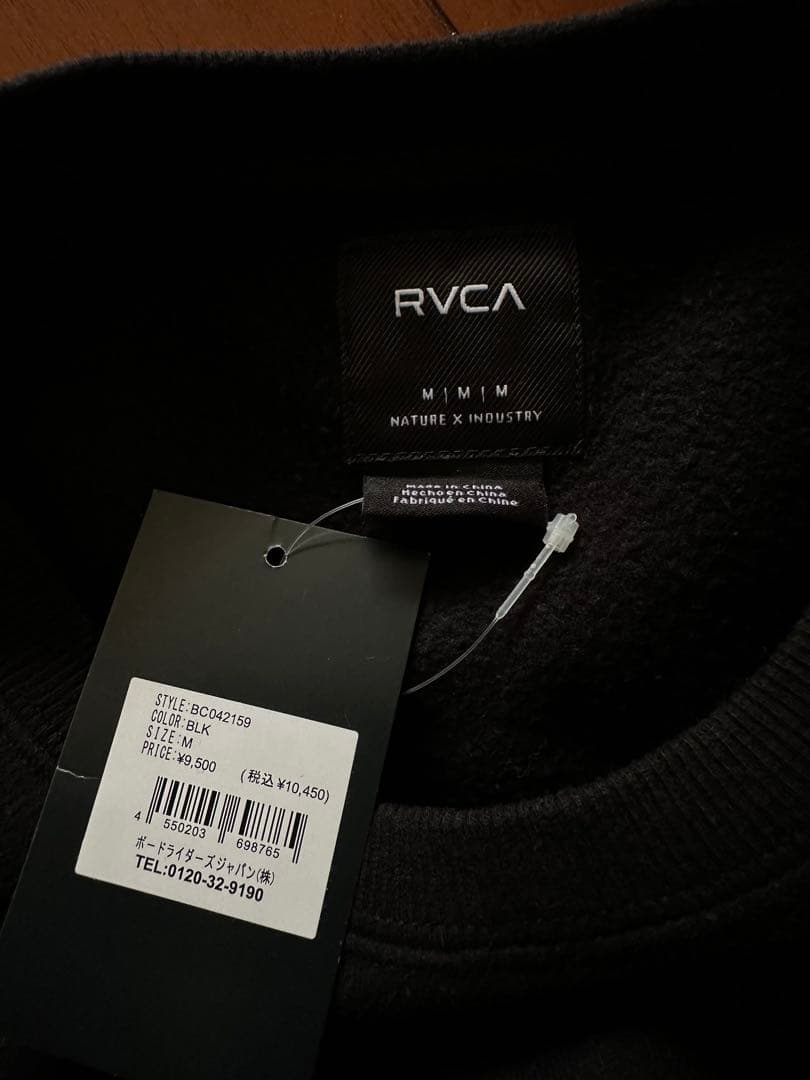 RVCA
M | M | M
NATURE X INDUSTRY
Made in China
Hecho en China
Fabriqué en Chine
STYLE:BC042159
COLOR:BLK
SIZE:M
PRICE:¥9,500 (税込 ¥10,450)
4 550203 698765
ボードライダーズジャパン(株)
TEL:0120-32-9190